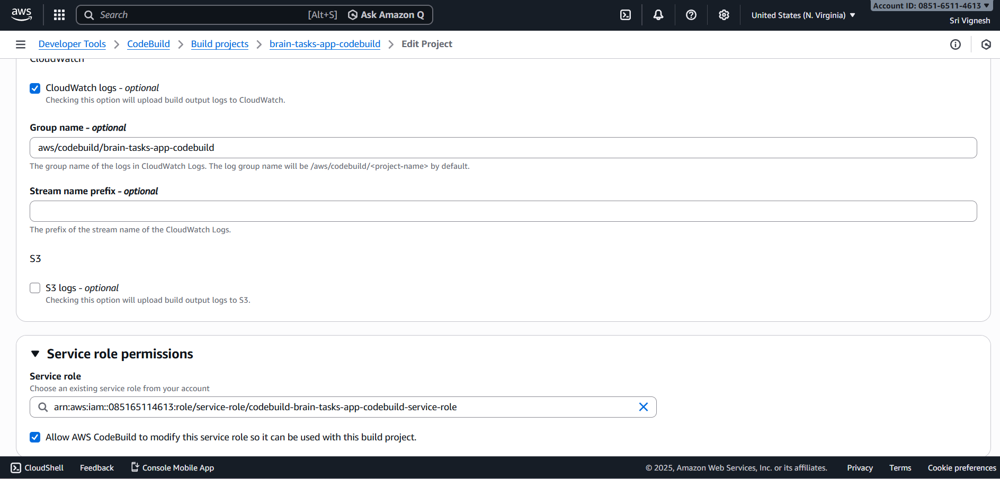 aws
Search [Alt+S] Ask Amazon Q
United States (N. Virginia) ▼
Account ID: 0851-6511-4613 ▼
Sri Vignesh
Developer Tools > CodeBuild > Build projects > brain-tasks-app-codebuild > Edit Project
CloudWatch
CloudWatch logs - optional
Checking this option will upload build output logs to CloudWatch.
Group name - optional
aws/codebuild/brain-tasks-app-codebuild
The group name of the logs in CloudWatch Logs. The log group name will be /aws/codebuild/<project-name> by default.
Stream name prefix - optional
The prefix of the stream name of the CloudWatch Logs.
S3
S3 logs - optional
Checking this option will upload build output logs to S3.
Service role permissions
Service role
Choose an existing service role from your account
arn:aws:iam::085165114613:role/service-role/codebuild-brain-tasks-app-codebuild-service-role
Allow AWS CodeBuild to modify this service role so it can be used with this build project.
CloudShell Feedback Console Mobile App © 2025, Amazon Web Services, Inc. or its affiliates. Privacy Terms Cookie preferences